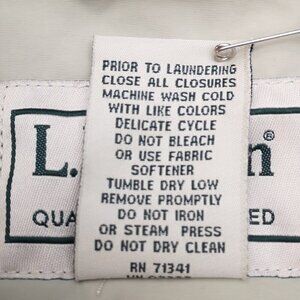 PRIOR TO LAUNDERING
CLOSE ALL CLOSURES
MACHINE WASH COLD
WITH LIKE COLORS
DELICATE CYCLE
DO NOT BLEACH
OR USE FABRIC
SOFTENER
TUMBLE DRY LOW
REMOVE PROMPTLY
DO NOT IRON
OR STEAM PRESS
DO NOT DRY CLEAN
RN 71341
L. n®
QUA ED